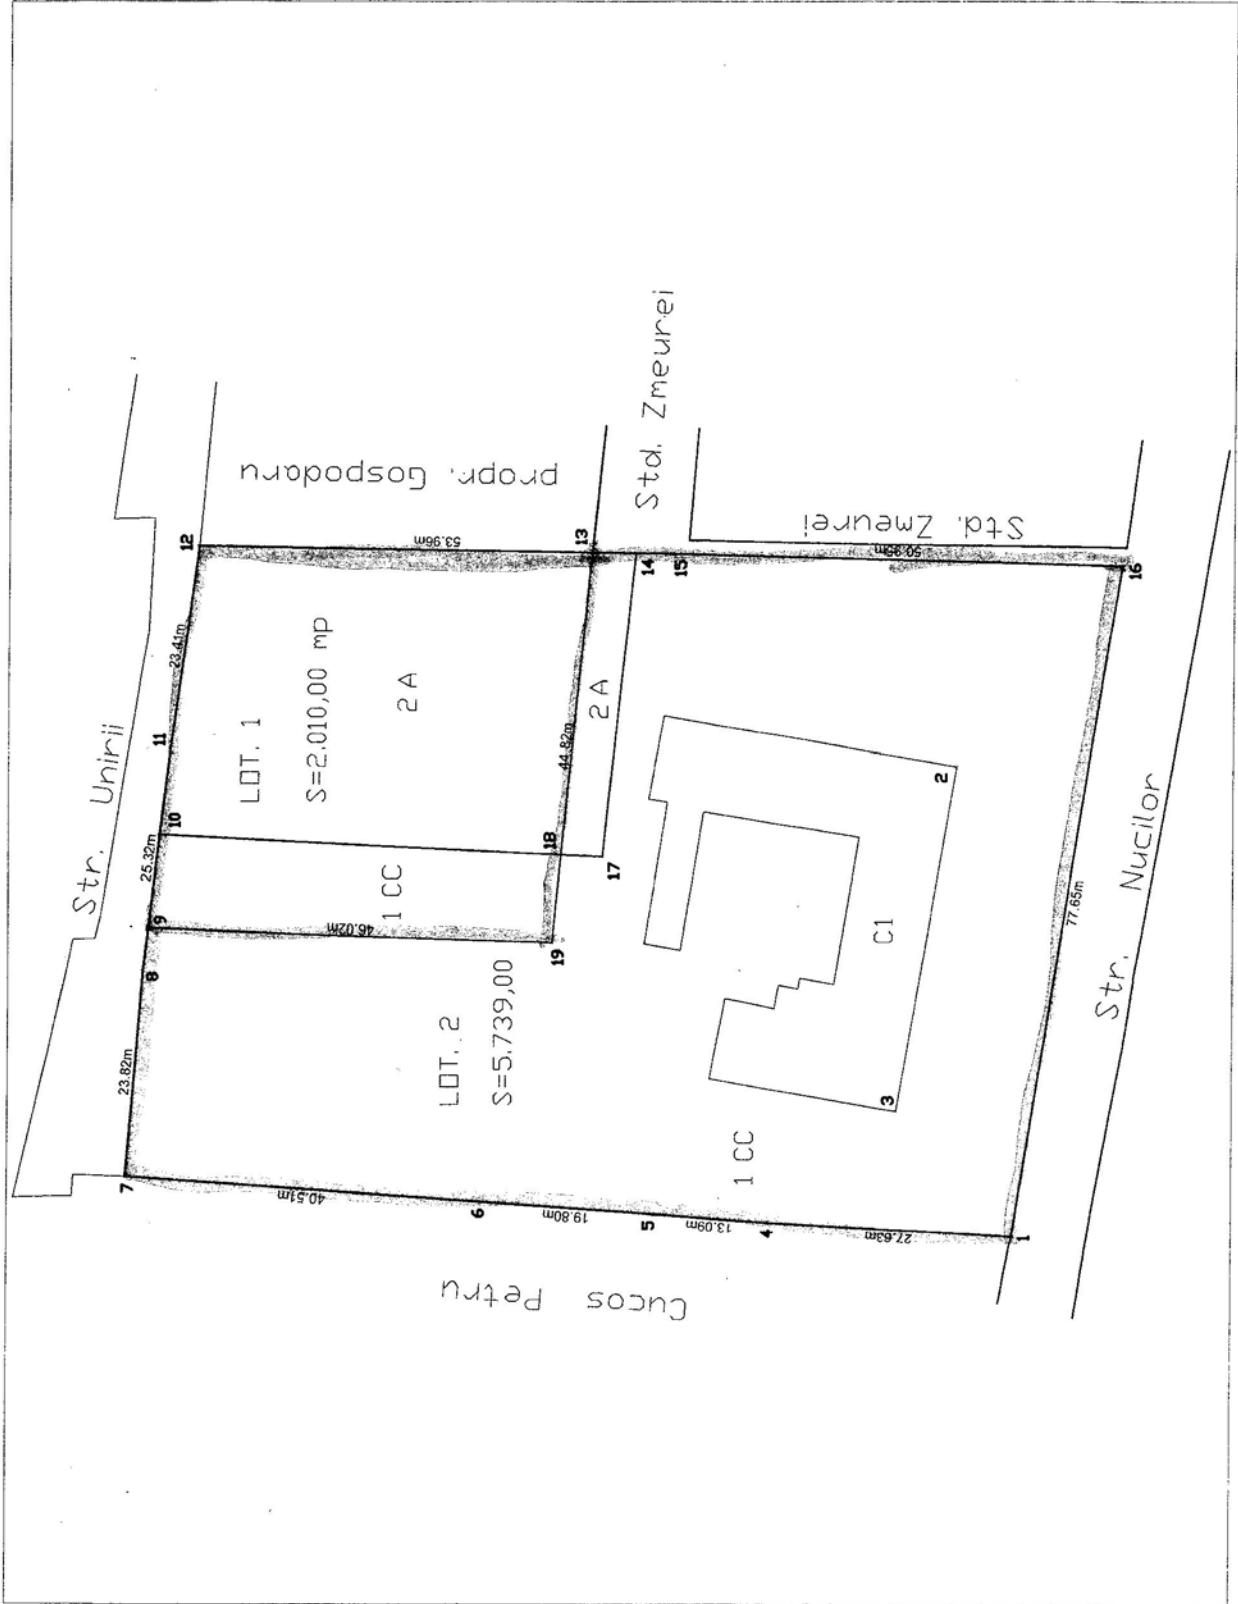 Str. Unirii
12
23.41m
11
10
25.32m
9
8
23.82m
7
53.96m
propr. Gospodaru
LOT. 1
S=2.010,00 mp
2 A
1 CC
46.02m
LOT. 2
S=5.739,00
40.51m
6
19.80m
5
13.09m
4
27.63m
1
Cucos Petru
13
Std. Zmeurei
14
15
Std. Zmeurei
50.95m
16
44.82m
2 A
18
17
19
2
C1
3
1 CC
77.65m
Str. Nucilor